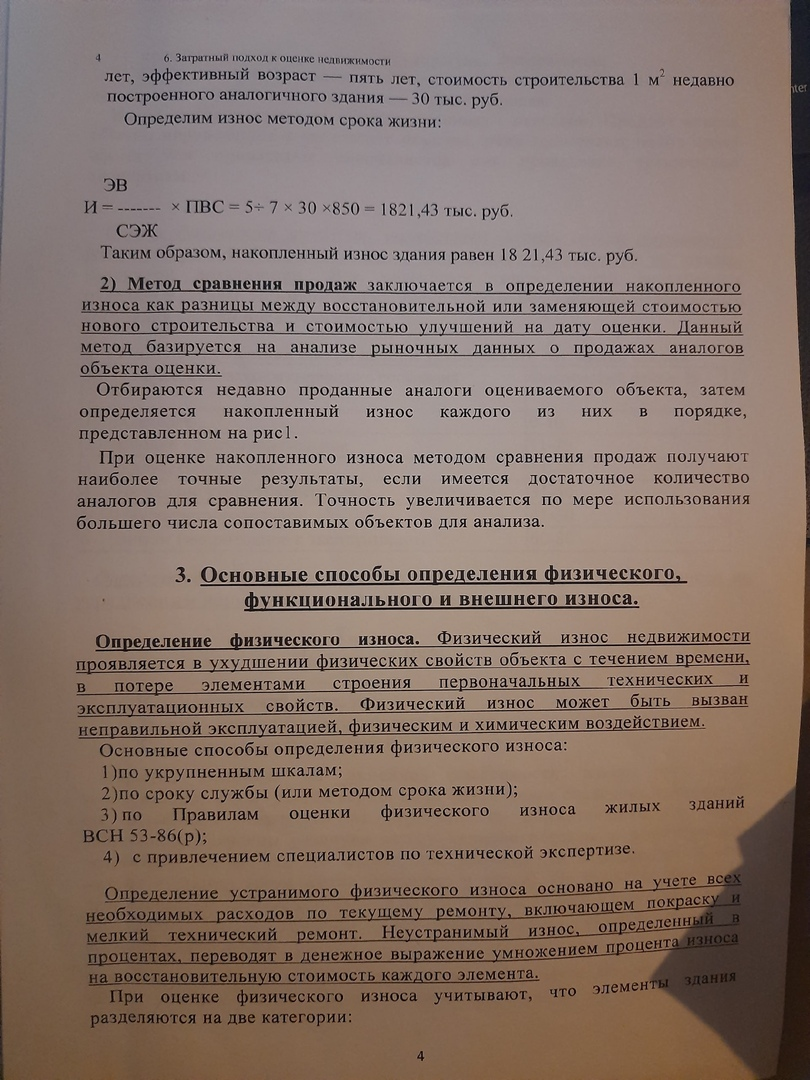 4 6. Затратный подход к оценке недвижимости
лет, эффективный возраст — пять лет, стоимость строительства 1 м² недавно
построенного аналогичного здания — 30 тыс. руб.
Определим износ методом срока жизни:
ЭВ
И = ------- × ПВС = 5÷ 7 × 30 ×850 = 1821,43 тыс. руб.
СЭЖ
Таким образом, накопленный износ здания равен 18 21,43 тыс. руб.
2) Метод сравнения продаж заключается в определении накопленного
износа как разницы между восстановительной или заменяющей стоимостью
нового строительства и стоимостью улучшений на дату оценки. Данный
метод базируется на анализе рыночных данных о продажах аналогов
объекта оценки.
Отбираются недавно проданные аналоги оцениваемого объекта, затем
определяется накопленный износ каждого из них в порядке,
представленном на рис1.
При оценке накопленного износа методом сравнения продаж получают
наиболее точные результаты, если имеется достаточное количество
аналогов для сравнения. Точность увеличивается по мере использования
большего числа сопоставимых объектов для анализа.
3. Основные способы определения физического,
функционального и внешнего износа.
Определение физического износа. Физический износ недвижимости
проявляется в ухудшении физических свойств объекта с течением времени,
в потере элементами строения первоначальных технических и
эксплуатационных свойств. Физический износ может быть вызван
неправильной эксплуатацией, физическим и химическим воздействием.
Основные способы определения физического износа:
1)по укрупненным шкалам;
2)по сроку службы (или методом срока жизни);
3) по Правилам оценки физического износа жилых зданий
ВСН 53-86(р);
4) с привлечением специалистов по технической экспертизе.
Определение устранимого физического износа основано на учете всех
необходимых расходов по текущему ремонту, включающем покраску и
мелкий технический ремонт. Неустранимый износ, определенный в
процентах, переводят в денежное выражение умножением процента износа
на восстановительную стоимость каждого элемента.
При оценке физического износа учитывают, что элементы здания
разделяются на две категории:
4